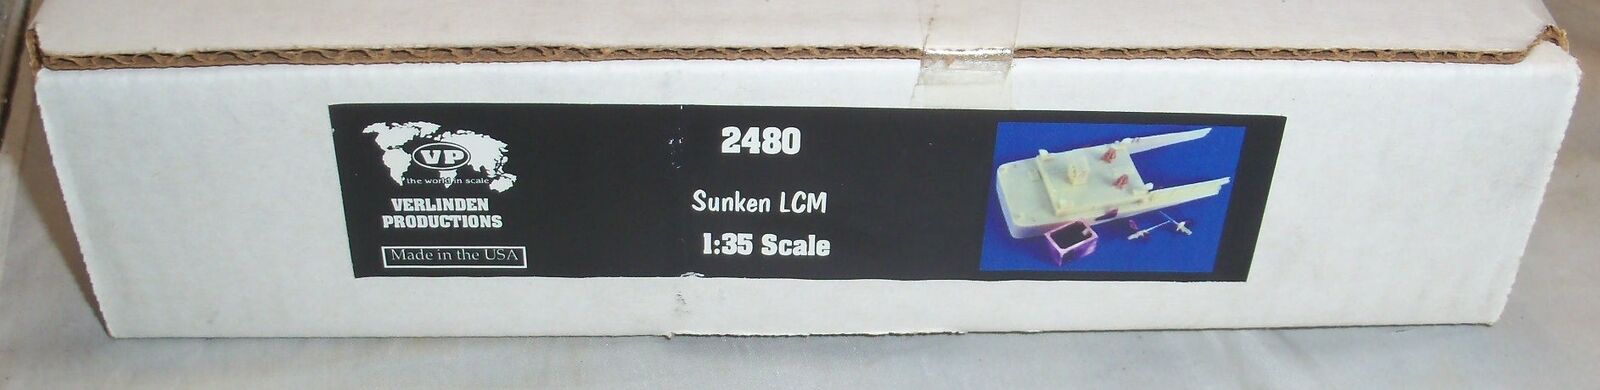 VP
the world in scale
VERLINDEN
PRODUCTIONS
Made in the USA
2480
Sunken LCM
1:35 Scale